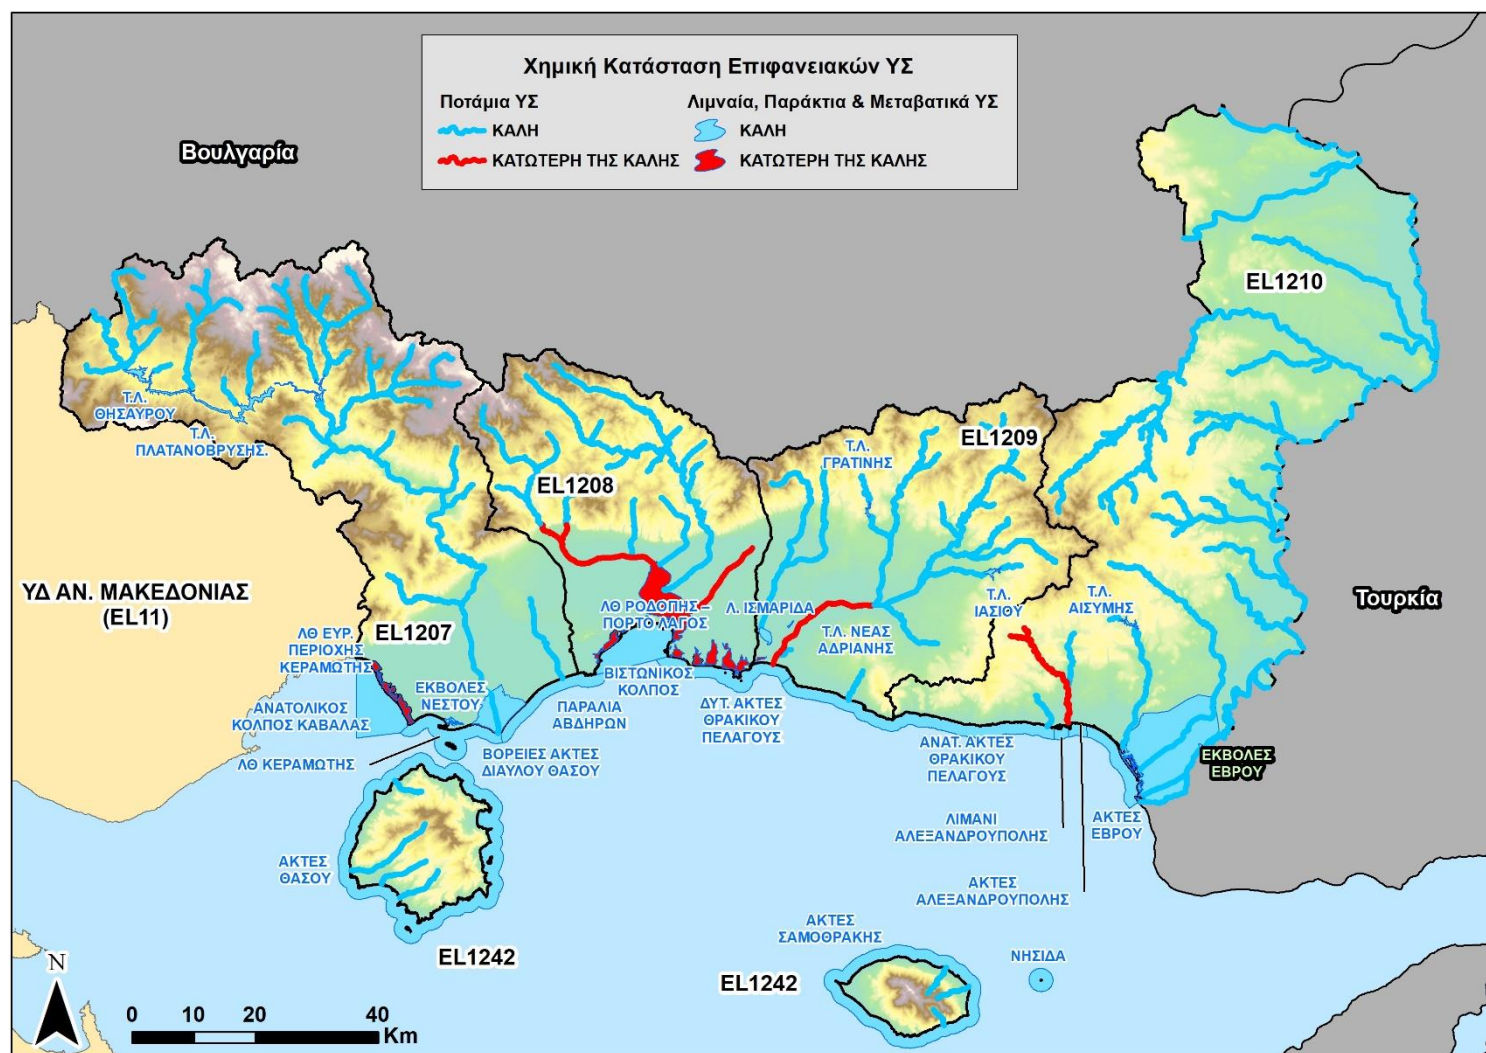 Χημική Κατάσταση Επιφανειακών ΥΣ
Ποτάμια ΥΣ
Λιμναία, Παράκτια & Μεταβατικά ΥΣ
ΚΑΛΗ
ΚΑΛΗ
ΚΑΤΩΤΕΡΗ ΤΗΣ ΚΑΛΗΣ
ΚΑΤΩΤΕΡΗ ΤΗΣ ΚΑΛΗΣ
Βουλγαρία
EL1210
Τ.Λ.
ΘΗΣΑΥΡΟΥ
Τ.Λ.
ΠΛΑΤΑΝΟΒΡΥΣΗΣ.
EL1209
Τ.Λ.
ΓΡΑΤΙΝΗΣ
EL1208
ΥΔ ΑΝ. ΜΑΚΕΔΟΝΙΑΣ
(EL11)
Τουρκία
EL1207
ΛΘ ΕΥΡ.
ΠΕΡΙΟΧΗΣ
ΚΕΡΑΜΩΤΗΣ
ΛΘ ΡΟΔΟΠΗΣ –
ΠΟΡΤΟ ΛΑΓΟΣ
Λ. ΙΣΜΑΡΙΔΑ
Τ.Λ. ΝΕΑΣ
ΑΔΡΙΑΝΗΣ
Τ.Λ.
ΙΑΣΙΟΥ
Τ.Λ.
ΑΙΣΥΜΗΣ
ΑΝΑΤΟΛΙΚΟΣ
ΚΟΛΠΟΣ ΚΑΒΑΛΑΣ
ΕΚΒΟΛΕΣ
ΝΕΣΤΟΥ
ΠΑΡΑΛΙΑ
ΑΒΔΗΡΩΝ
ΒΙΣΤΩΝΙΚΟΣ
ΚΟΛΠΟΣ
ΔΥΤ. ΑΚΤΕΣ
ΘΡΑΚΙΚΟΥ
ΠΕΛΑΓΟΥΣ
ΛΘ ΚΕΡΑΜΩΤΗΣ
ΒΟΡΕΙΕΣ ΑΚΤΕΣ
ΔΙΑΥΛΟΥ ΘΑΣΟΥ
ΑΝΑΤ. ΑΚΤΕΣ
ΘΡΑΚΙΚΟΥ
ΠΕΛΑΓΟΥΣ
ΕΚΒΟΛΕΣ
ΕΒΡΟΥ
ΛΙΜΑΝΙ
ΑΛΕΞΑΝΔΡΟΥΠΟΛΗΣ
ΑΚΤΕΣ
ΕΒΡΟΥ
ΑΚΤΕΣ
ΘΑΣΟΥ
ΑΚΤΕΣ
ΑΛΕΞΑΝΔΡΟΥΠΟΛΗΣ
ΑΚΤΕΣ
ΣΑΜΟΘΡΑΚΗΣ
EL1242
EL1242
ΝΗΣΙΔΑ
N
0 10 20 40
Km